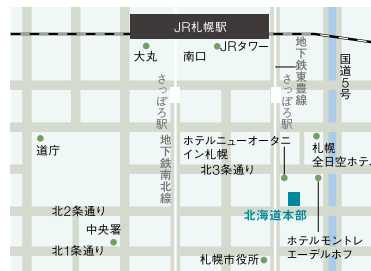 JR札幌駅
大丸
南口
JRタワー
地下鉄東豊線
国道5号
さっぽろ駅
さっぽろ駅
地下鉄南北線
道庁
ホテルニューオータニ
イン札幌
札幌
全日空ホテル
北3条通り
北2条通り
北海道本部
中央署
ホテルモントレ
エーデルホフ
北1条通り
札幌市役所